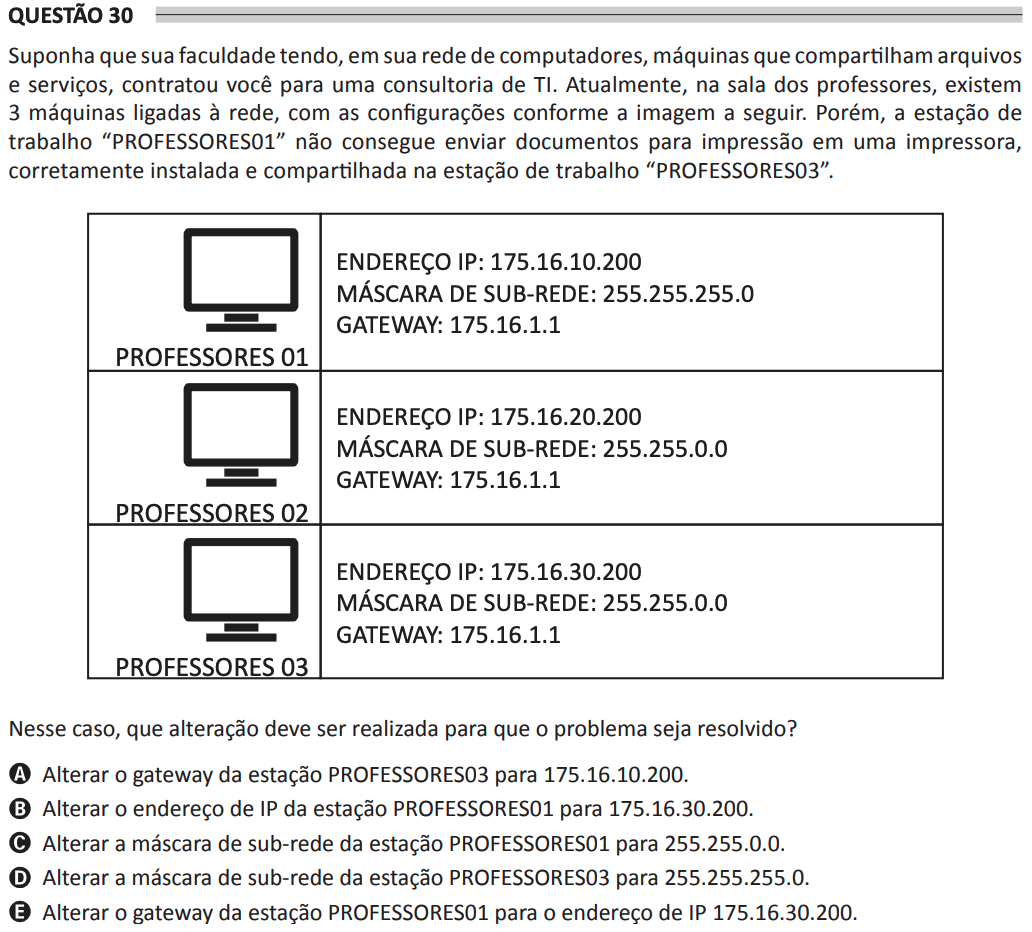 QUESTÃO 30
Suponha que sua faculdade tendo, em sua rede de computadores, máquinas que compartilham arquivos
e serviços, contratou você para uma consultoria de TI. Atualmente, na sala dos professores, existem
3 máquinas ligadas à rede, com as configurações conforme a imagem a seguir. Porém, a estação de
trabalho “PROFESSORES01” não consegue enviar documentos para impressão em uma impressora,
corretamente instalada e compartilhada na estação de trabalho “PROFESSORES03”.
ENDEREÇO IP: 175.16.10.200
MÁSCARA DE SUB-REDE: 255.255.255.0
GATEWAY: 175.16.1.1
PROFESSORES 01
ENDEREÇO IP: 175.16.20.200
MÁSCARA DE SUB-REDE: 255.255.0.0
GATEWAY: 175.16.1.1
PROFESSORES 02
ENDEREÇO IP: 175.16.30.200
MÁSCARA DE SUB-REDE: 255.255.0.0
GATEWAY: 175.16.1.1
PROFESSORES 03
Nesse caso, que alteração deve ser realizada para que o problema seja resolvido?
A Alterar o gateway da estação PROFESSORES03 para 175.16.10.200.
B Alterar o endereço de IP da estação PROFESSORES01 para 175.16.30.200.
C Alterar a máscara de sub-rede da estação PROFESSORES01 para 255.255.0.0.
D Alterar a máscara de sub-rede da estação PROFESSORES03 para 255.255.255.0.
E Alterar o gateway da estação PROFESSORES01 para o endereço de IP 175.16.30.200.